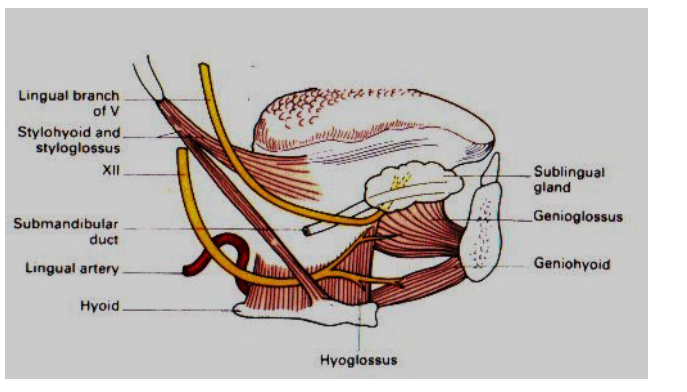 Lingual branch
of V
Stylohyoid and
styloglossus
XII
Submandibular
duct
Lingual artery
Hyoid
Sublingual
gland
Genioglossus
Geniohyoid
Hyoglossus